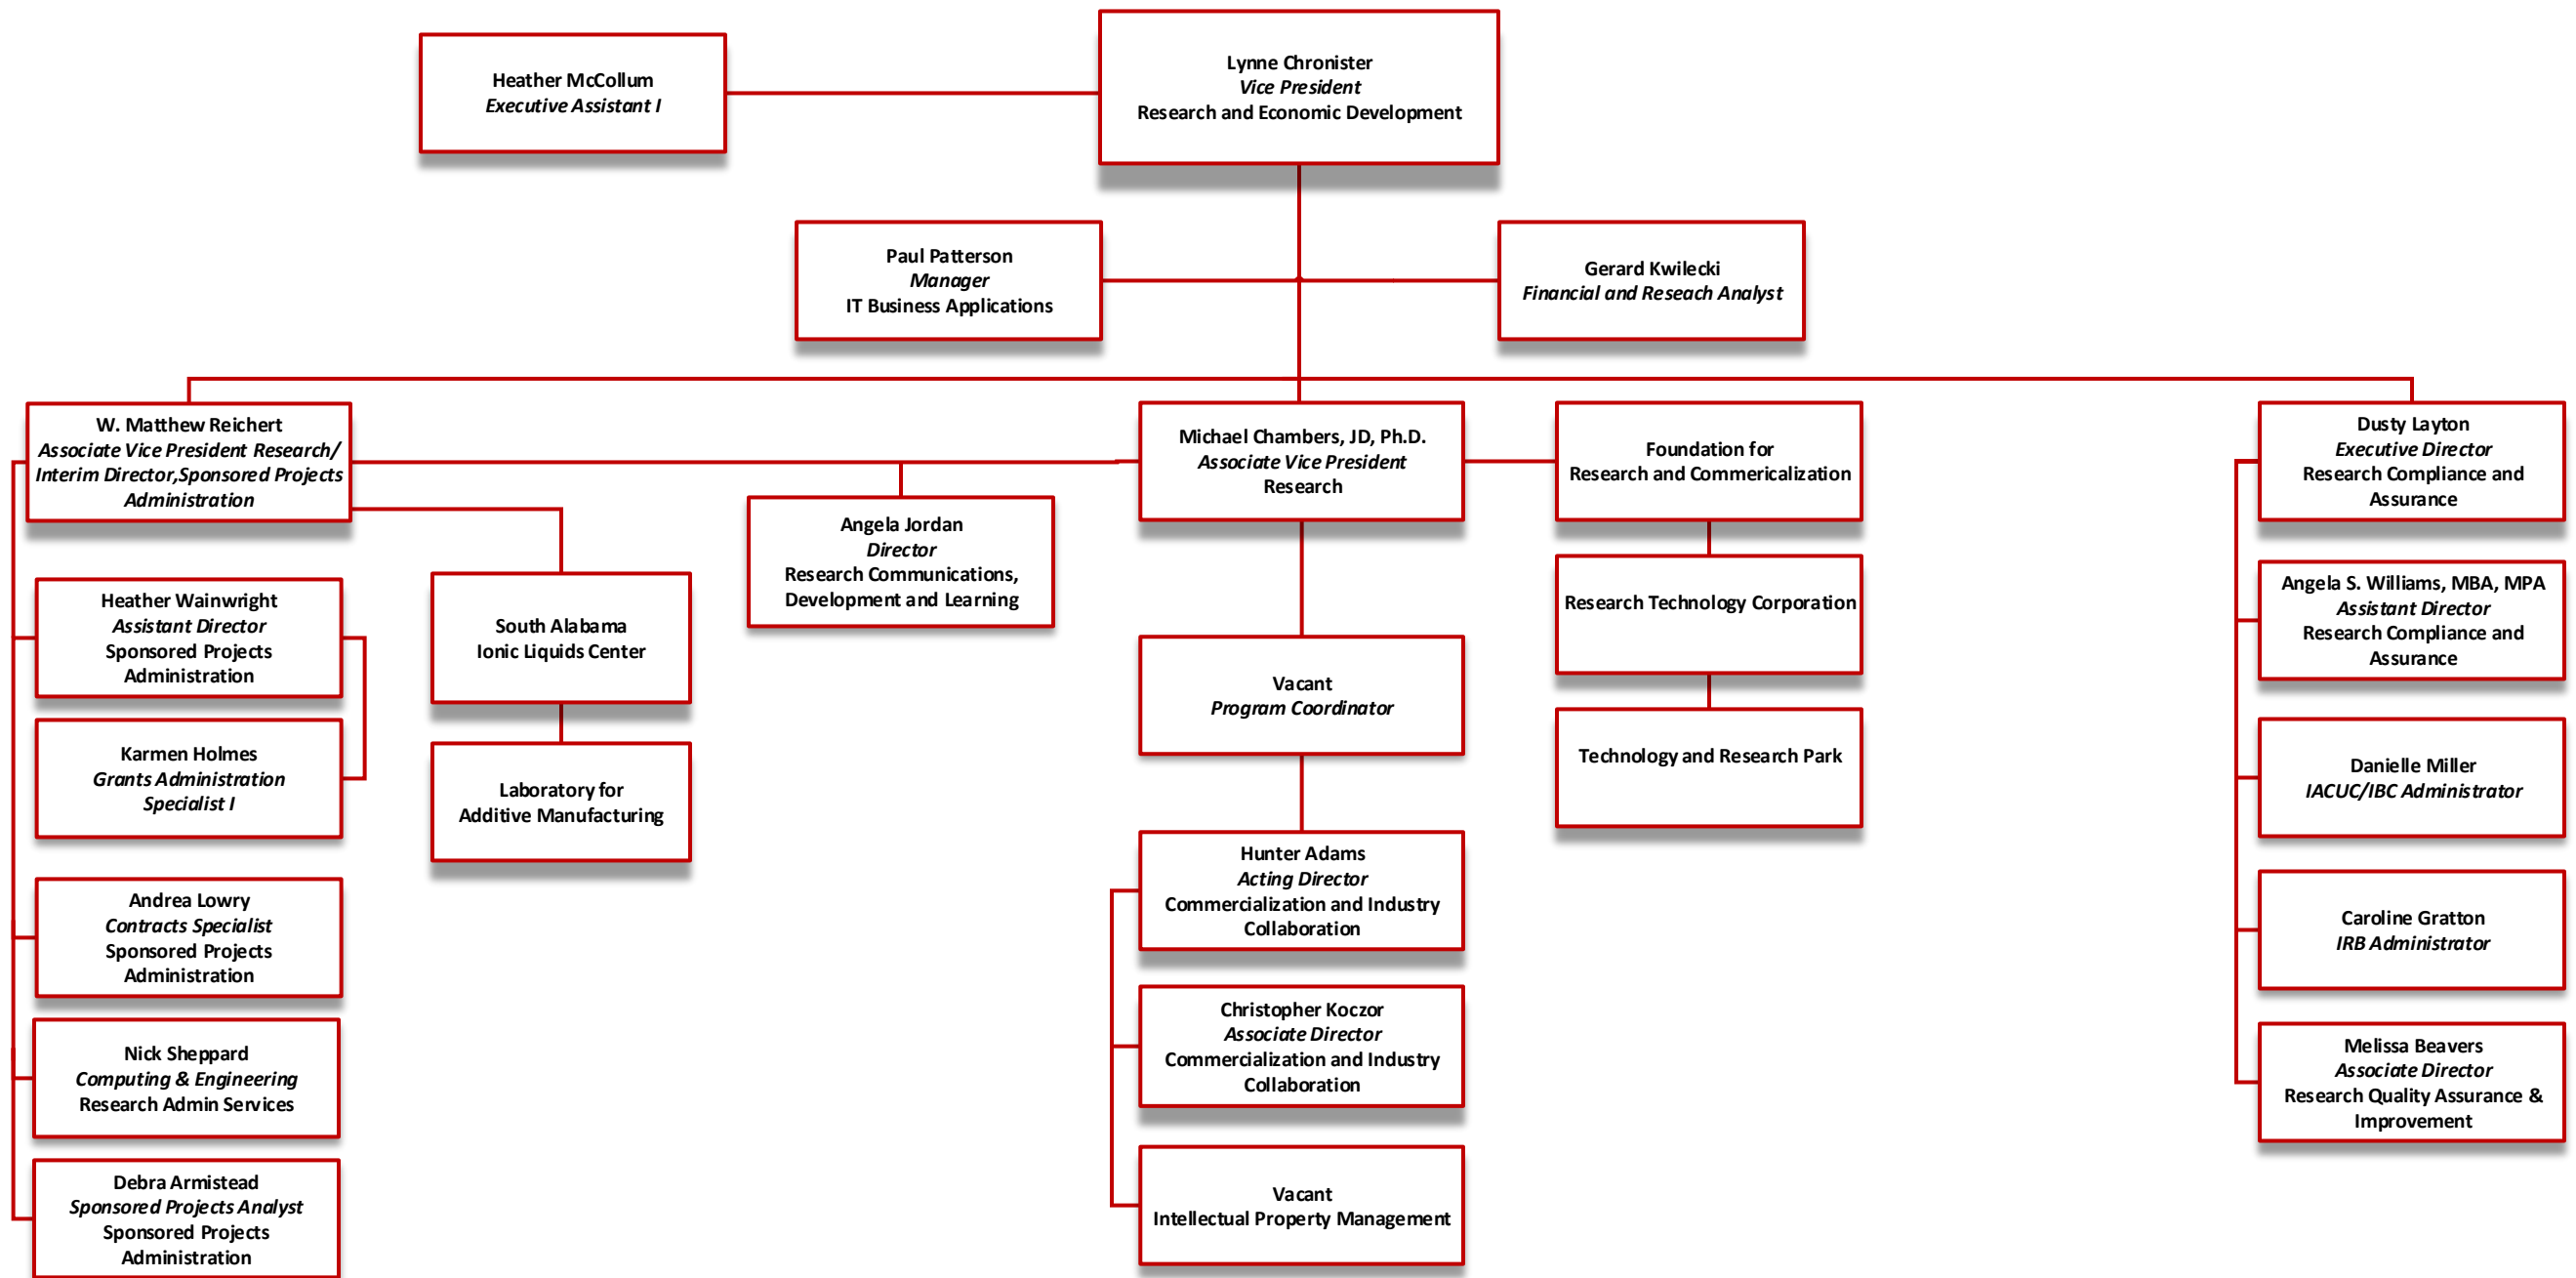 Heather McCollum
Executive Assistant I
Lynne Chronister
Vice President
Research and Economic Development
Paul Patterson
Manager
IT Business Applications
Gerard Kwilecki
Financial and Reseach Analyst
W. Matthew Reichert
Associate Vice President Research/
Interim Director,Sponsored Projects
Administration
Michael Chambers, JD, Ph.D.
Associate Vice President
Research
Foundation for
Research and Commericalization
Dusty Layton
Executive Director
Research Compliance and
Assurance
Angela Jordan
Director
Research Communications,
Development and Learning
Heather Wainwright
Assistant Director
Sponsored Projects
Administration
South Alabama
Ionic Liquids Center
Research Technology Corporation
Angela S. Williams, MBA, MPA
Assistant Director
Research Compliance and
Assurance
Vacant
Program Coordinator
Karmen Holmes
Grants Administration
Specialist I
Laboratory for
Additive Manufacturing
Technology and Research Park
Danielle Miller
IACUC/IBC Administrator
Andrea Lowry
Contracts Specialist
Sponsored Projects
Administration
Hunter Adams
Acting Director
Commercialization and Industry
Collaboration
Caroline Gratton
IRB Administrator
Nick Sheppard
Computing & Engineering
Research Admin Services
Christopher Koczor
Associate Director
Commercialization and Industry
Collaboration
Melissa Beavers
Associate Director
Research Quality Assurance &
Improvement
Debra Armistead
Sponsored Projects Analyst
Sponsored Projects
Administration
Vacant
Intellectual Property Management